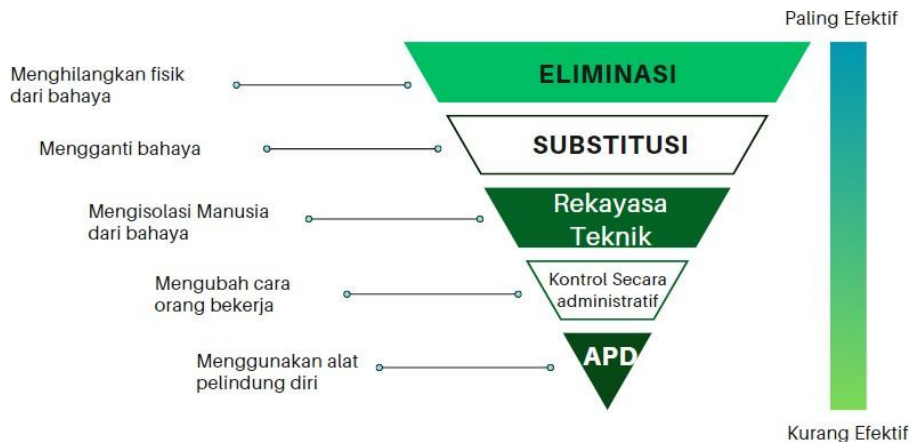 Paling Efektif
Menghilangkan fisik
dari bahaya
ELIMINASI
Mengganti bahaya
SUBSTITUSI
Mengisolasi Manusia
dari bahaya
Rekayasa
Teknik
Mengubah cara
orang bekerja
Kontrol Secara
administratif
Menggunakan alat
pelindung diri
APD
Kurang Efektif